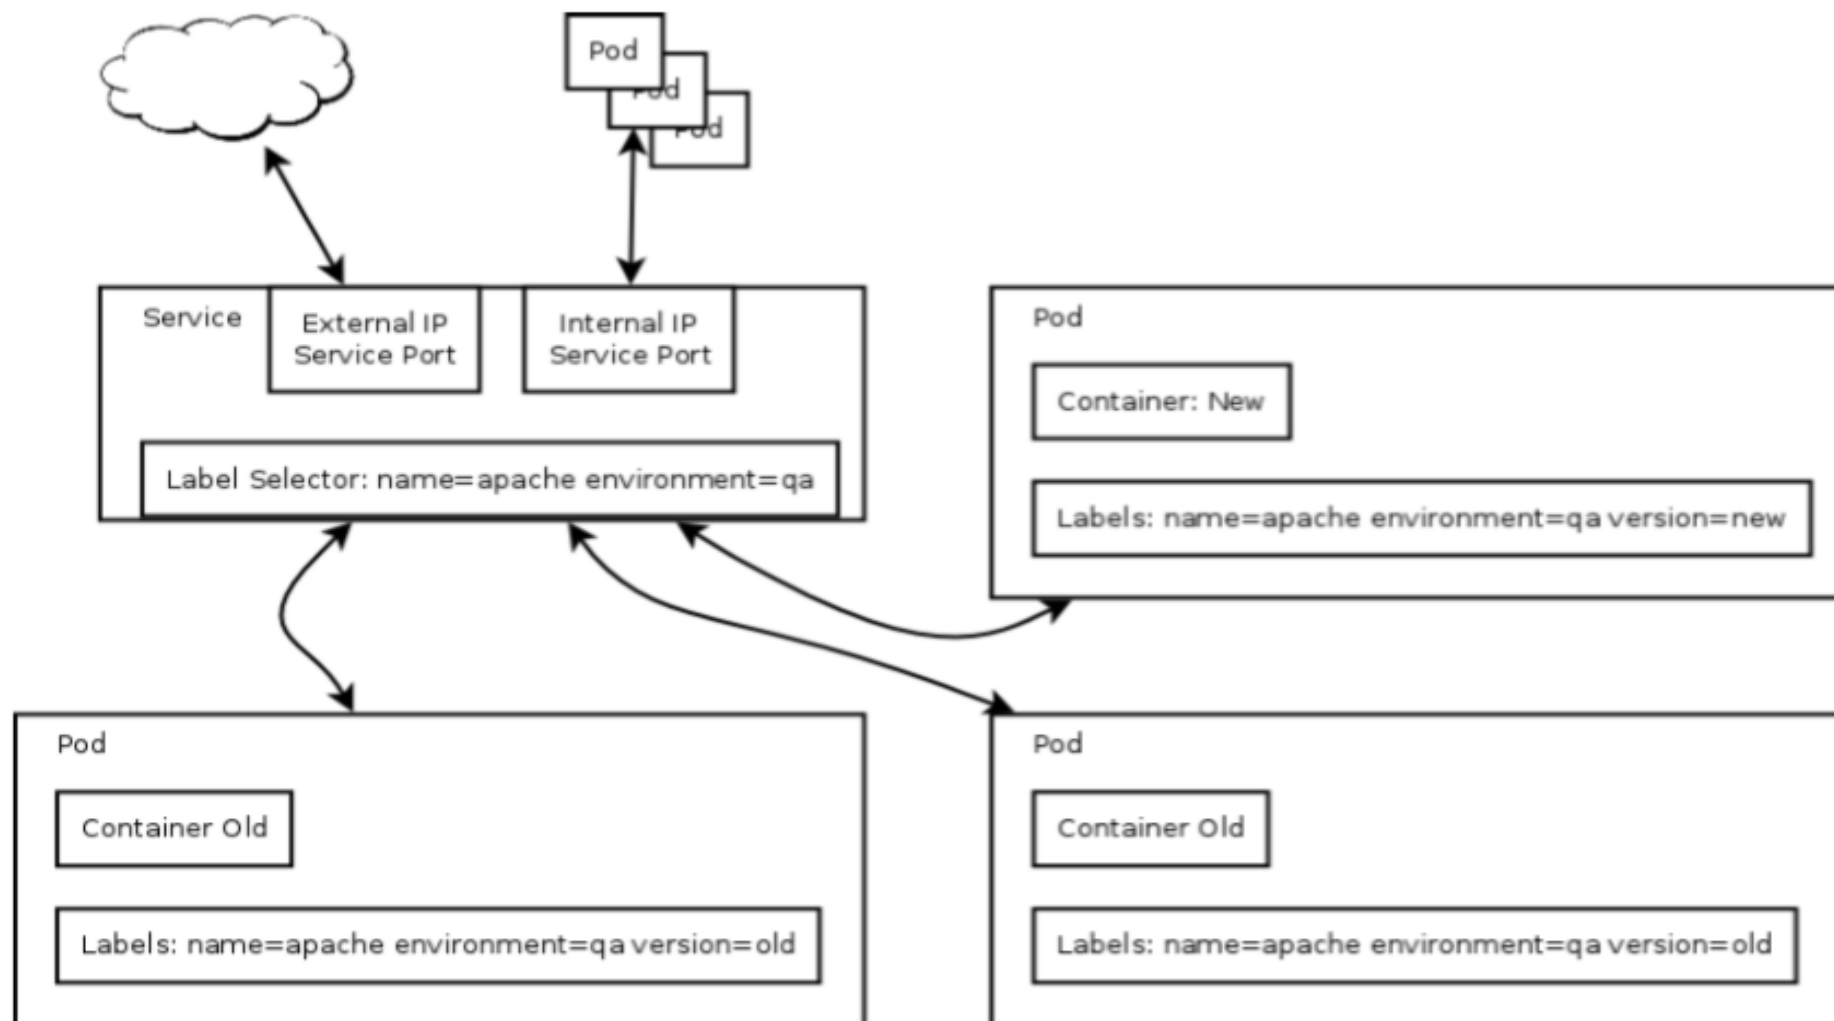 Pod
Pod
Pod
Service
External IP
Service Port
Internal IP
Service Port
Label Selector: name=apache environment=qa
Pod
Container: New
Labels: name=apache environment=qa version=new
Pod
Container Old
Labels: name=apache environment=qa version=old
Pod
Container Old
Labels: name=apache environment=qa version=old